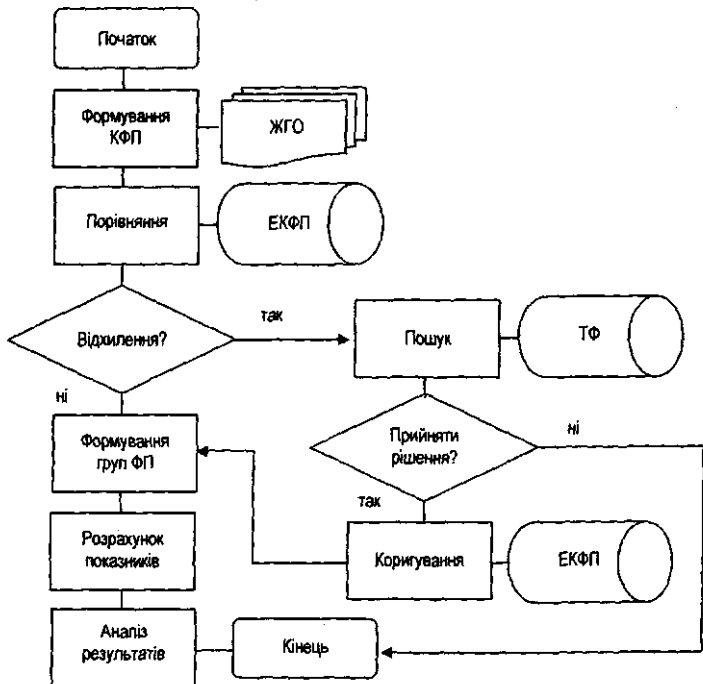 Початок
Формування
КФП
ЖГО
Порівняння
ЕКФП
Відхилення?
так
Пошук
ТФ
ні
Формування
груп ФП
Прийняти
рішення?
ні
так
Розрахунок
показників
Коригування
ЕКФП
Аналіз
результатів
Кінець